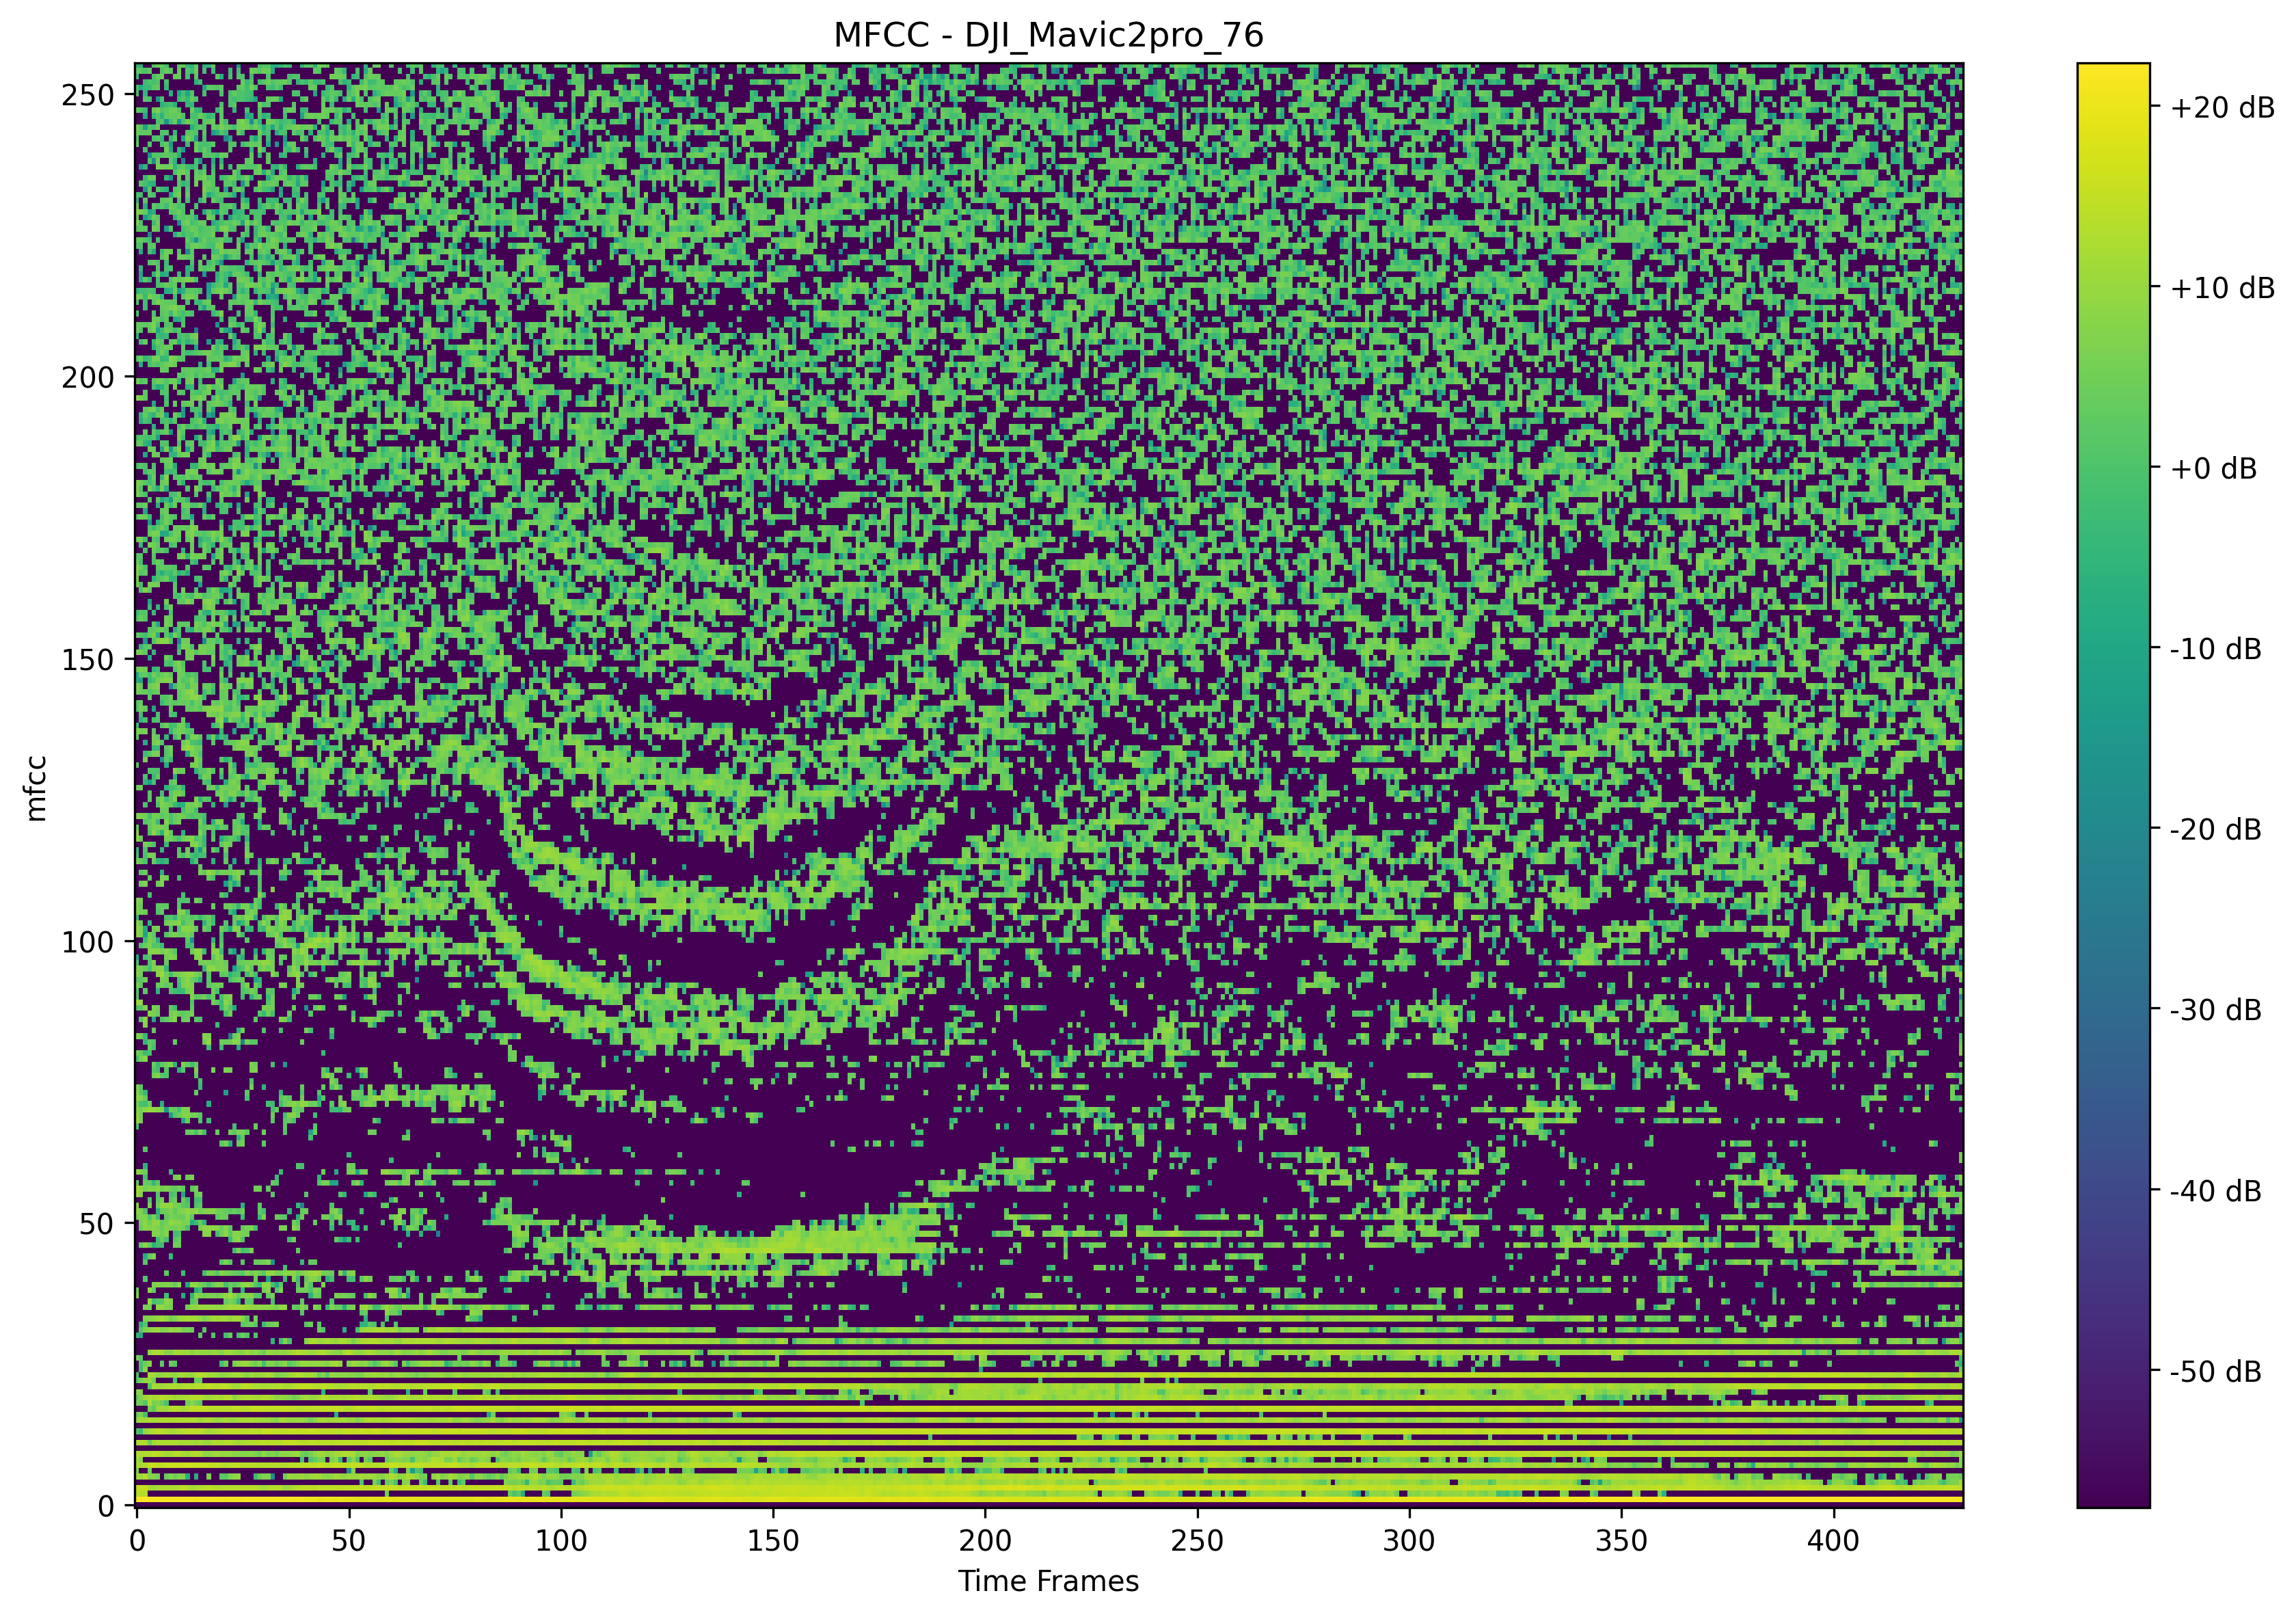 MFCC - DJI_Mavic2pro_76
250
200
150
100
50
0
mfcc
0 50 100 150 200 250 300 350 400
Time Frames
+20 dB
+10 dB
+0 dB
-10 dB
-20 dB
-30 dB
-40 dB
-50 dB